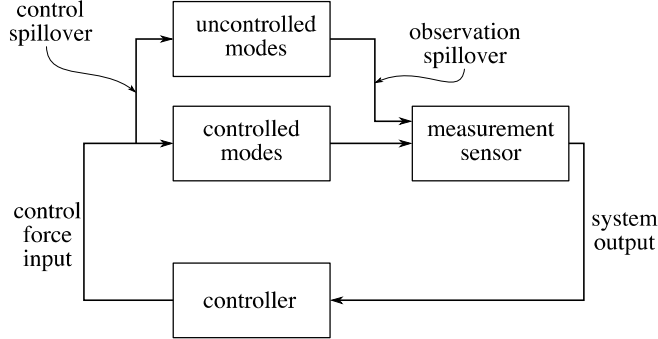 control
spillover
uncontrolled
modes
observation
spillover
controlled
modes
measurement
sensor
control
force
input
system
output
controller